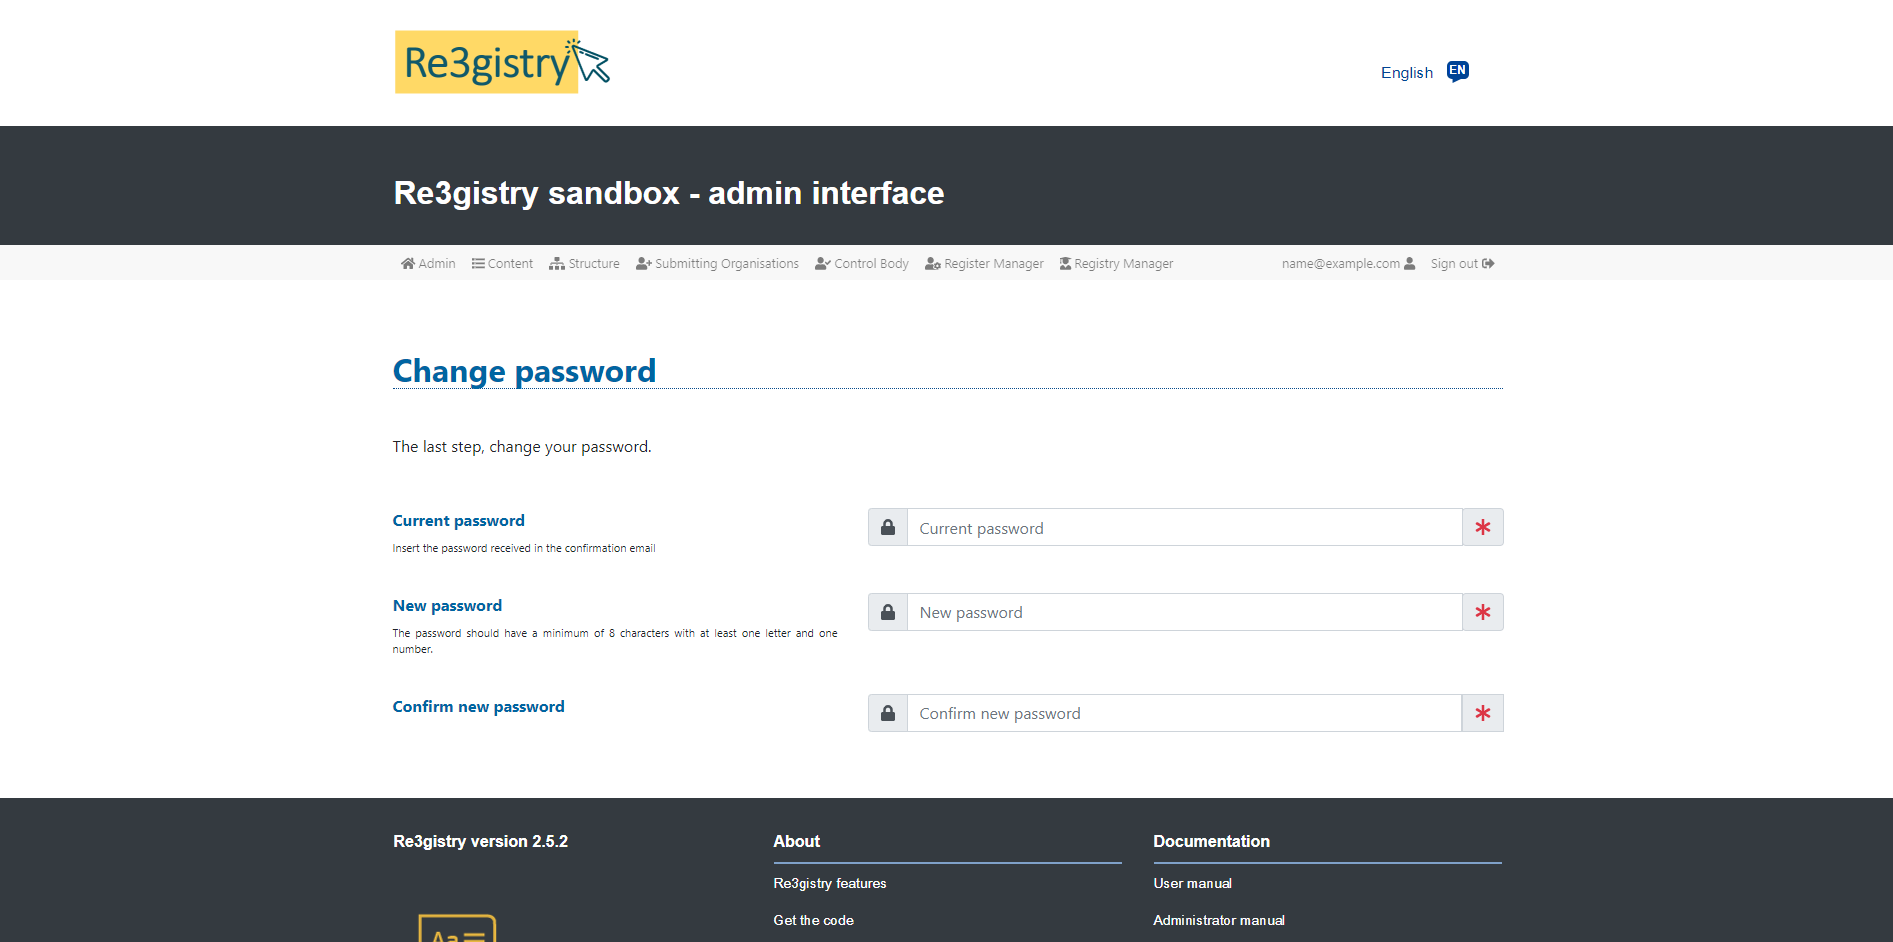 Re3gistry
English EN
Re3gistry sandbox - admin interface
Admin Content Structure Submitting Organisations Control Body Register Manager Registry Manager name@example.com Sign out
Change password
The last step, change your password.
Current password
Insert the password received in the confirmation email
Current password
New password
The password should have a minimum of 8 characters with at least one letter and one
number.
New password
Confirm new password
Confirm new password
Re3gistry version 2.5.2
Aa
About
Re3gistry features
Get the code
Documentation
User manual
Administrator manual